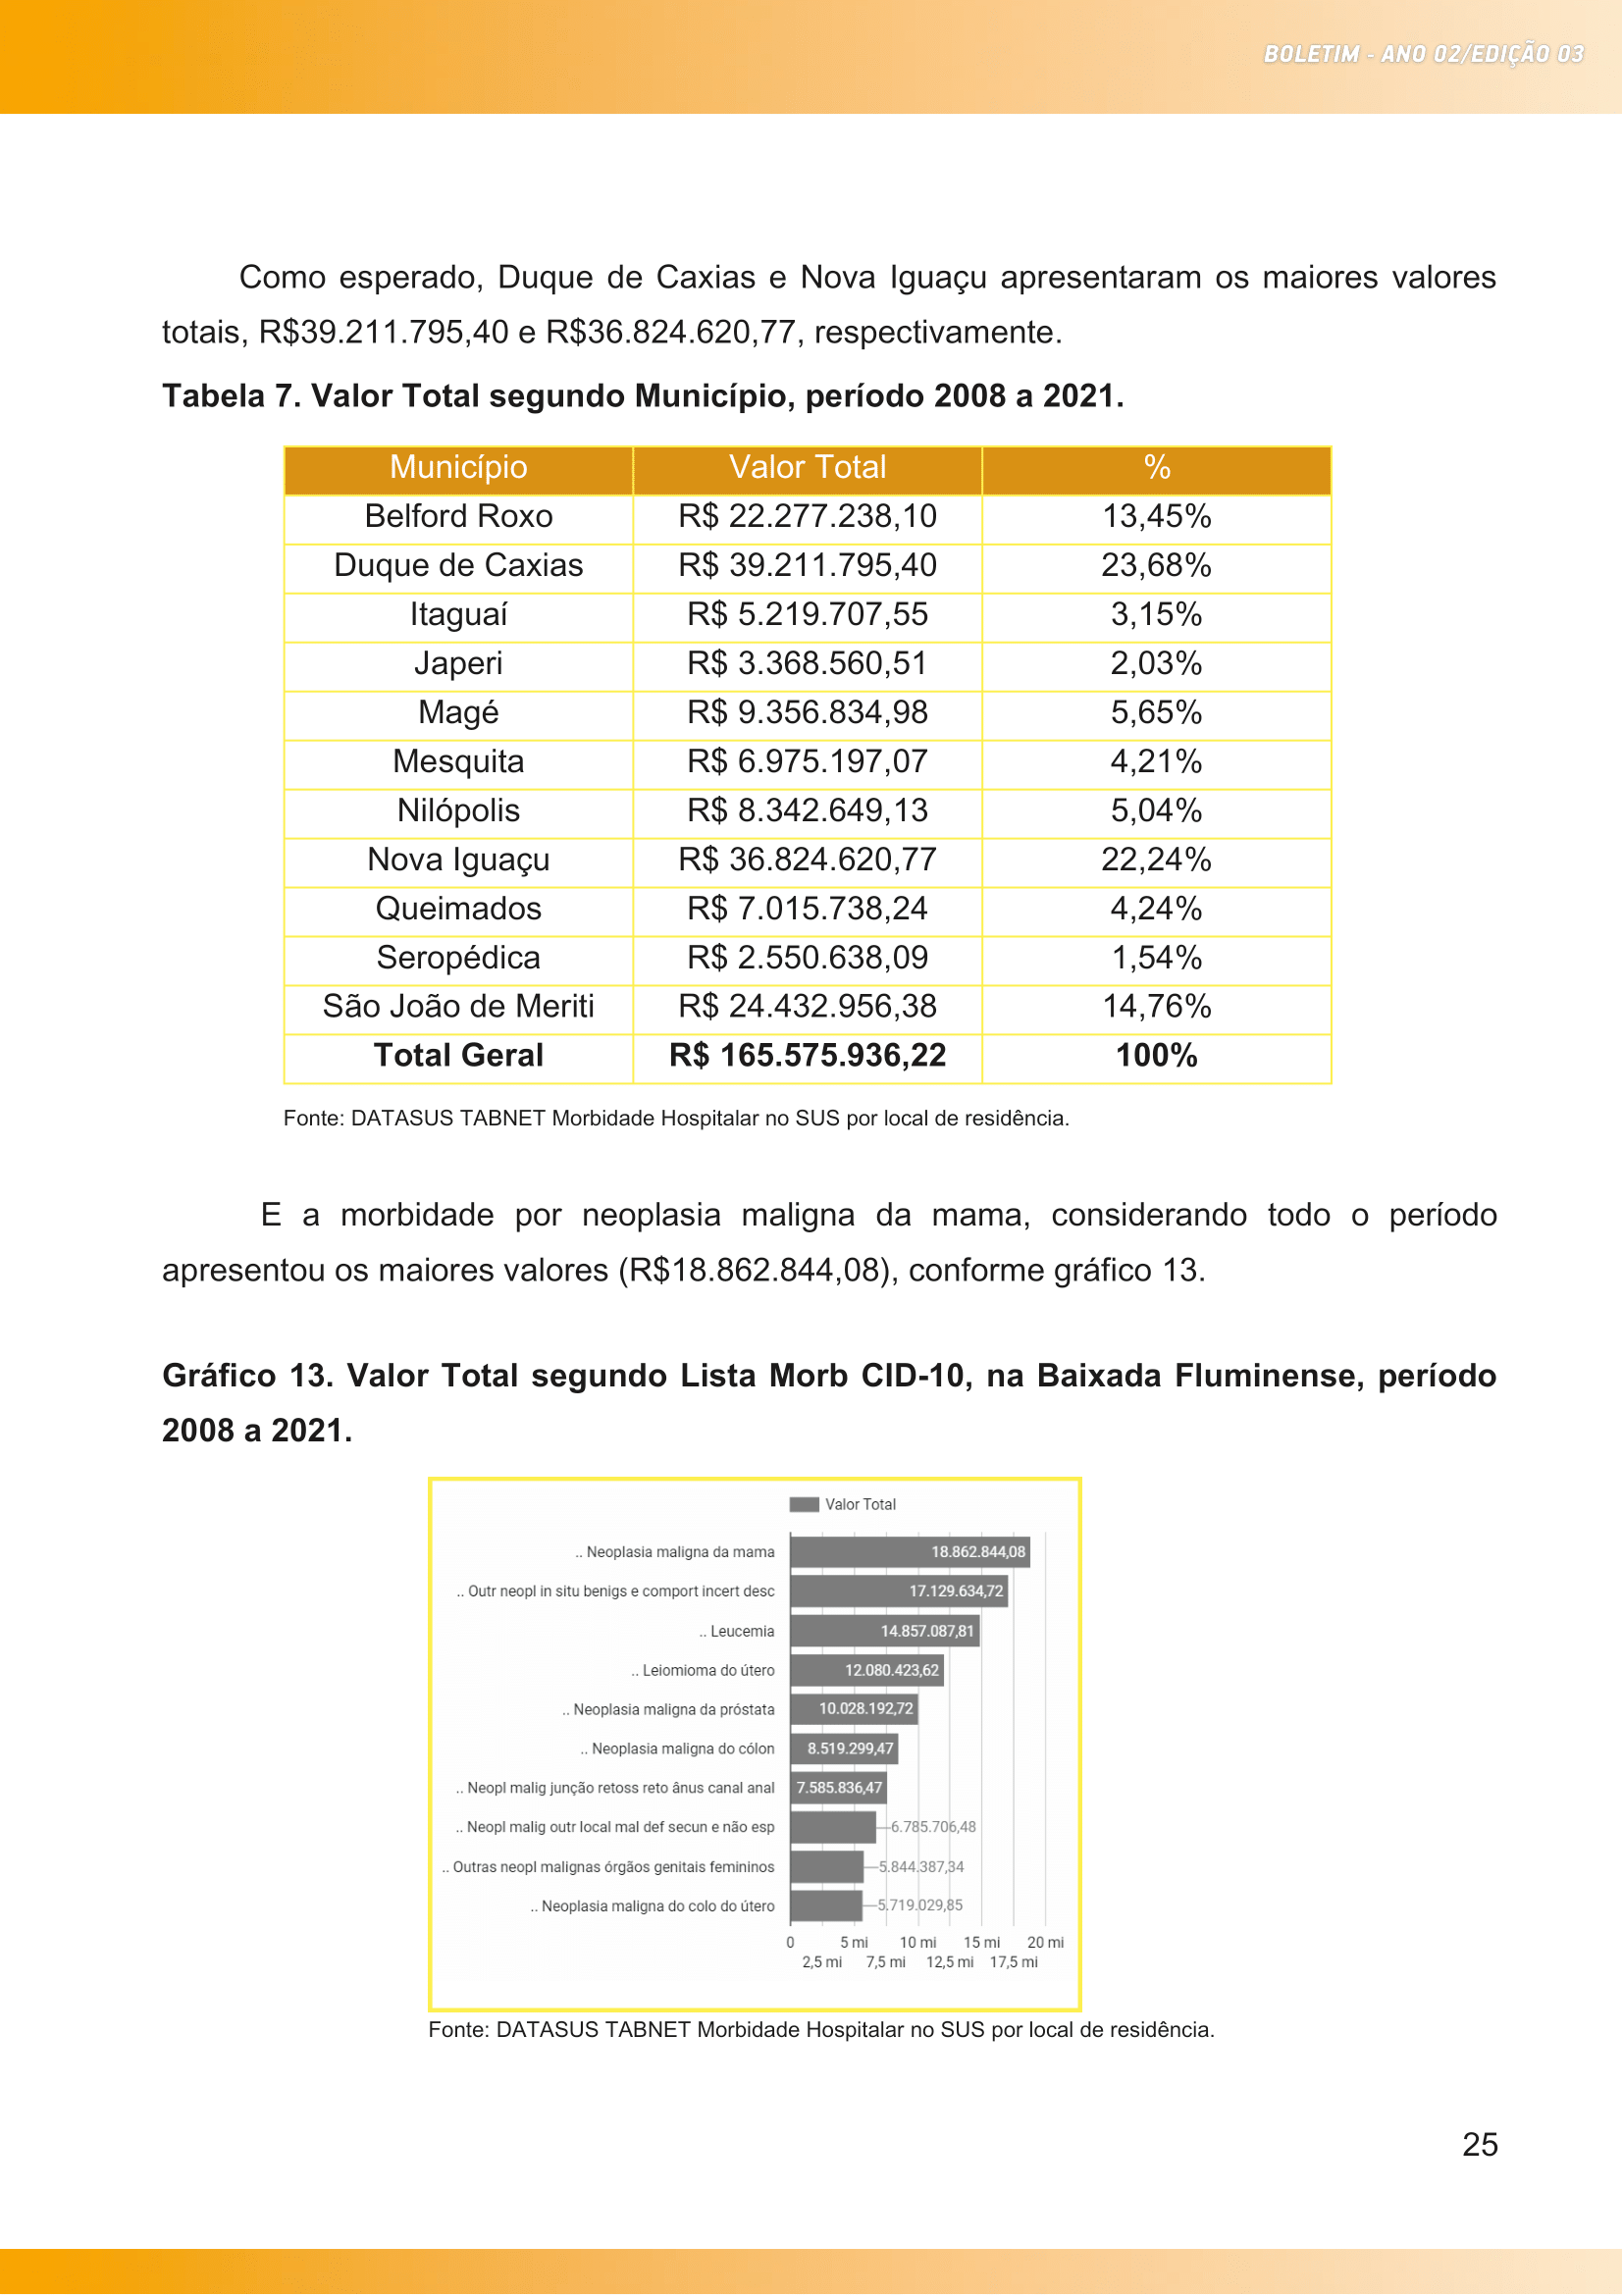 BOLETIM - ANO 02/EDIÇÃO 03
Como esperado, Duque de Caxias e Nova Iguaçu apresentaram os maiores valores
totais, R$39.211.795,40 e R$36.824.620,77, respectivamente.
Tabela 7. Valor Total segundo Município, período 2008 a 2021.
Município Valor Total %
Belford Roxo R$ 22.277.238,10 13,45%
Duque de Caxias R$ 39.211.795,40 23,68%
Itaguaí R$ 5.219.707,55 3,15%
Japeri R$ 3.368.560,51 2,03%
Magé R$ 9.356.834,98 5,65%
Mesquita R$ 6.975.197,07 4,21%
Nilópolis R$ 8.342.649,13 5,04%
Nova Iguaçu R$ 36.824.620,77 22,24%
Queimados R$ 7.015.738,24 4,24%
Seropédica R$ 2.550.638,09 1,54%
São João de Meriti R$ 24.432.956,38 14,76%
Total Geral R$ 165.575.936,22 100%
Fonte: DATASUS TABNET Morbidade Hospitalar no SUS por local de residência.
E a morbidade por neoplasia maligna da mama, considerando todo o período
apresentou os maiores valores (R$18.862.844,08), conforme gráfico 13.
Gráfico 13. Valor Total segundo Lista Morb CID-10, na Baixada Fluminense, período
2008 a 2021.
Valor Total
.. Neoplasia maligna da mama 18.862.844,08
.. Outr neopl in situ benigs e comport incert desc 17.129.634,72
.. Leucemia 14.857.087,81
.. Leiomioma do útero 12.080.423,62
.. Neoplasia maligna da próstata 10.028.192,72
.. Neoplasia maligna do cólon 8.519.299,47
.. Neopl malig junção retoss reto ânus canal anal 7.585.836,47
.. Neopl malig outr local mal def secun e não esp 6.785.706,48
.. Outras neopl malignas órgãos genitais femininos 5.844.387,34
.. Neoplasia maligna do colo do útero 5.719.029,85
0 5 mi 10 mi 15 mi 20 mi
2,5 mi 7,5 mi 12,5 mi 17,5 mi
Fonte: DATASUS TABNET Morbidade Hospitalar no SUS por local de residência.
25